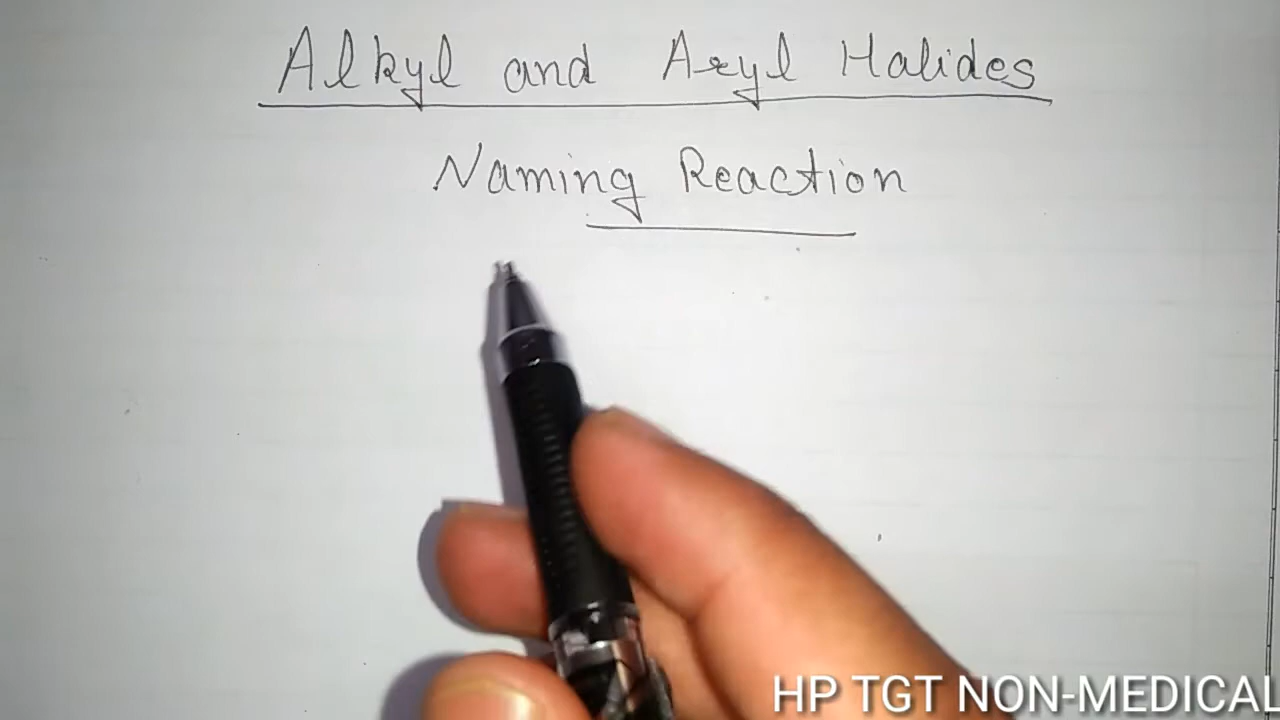 Alkyl and Aryl Halides
Naming Reaction
HP TGT NON-MEDICAL